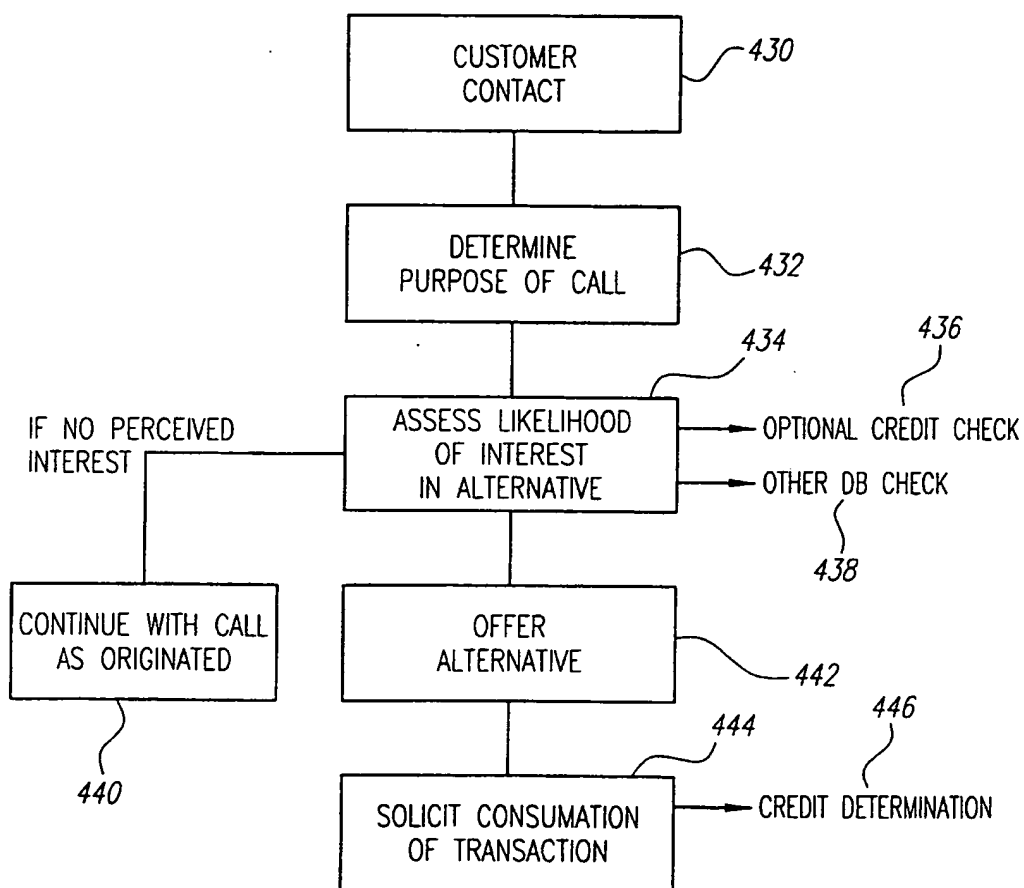 CUSTOMER
CONTACT
430
DETERMINE
PURPOSE OF CALL
432
434
436
IF NO PERCEIVED
INTEREST
ASSESS LIKELIHOOD
OF INTEREST
IN ALTERNATIVE
OPTIONAL CREDIT CHECK
OTHER DB CHECK
438
CONTINUE WITH CALL
AS ORIGINATED
440
OFFER
ALTERNATIVE
442
444
446
SOLICIT CONSUMATION
OF TRANSACTION
CREDIT DETERMINATION